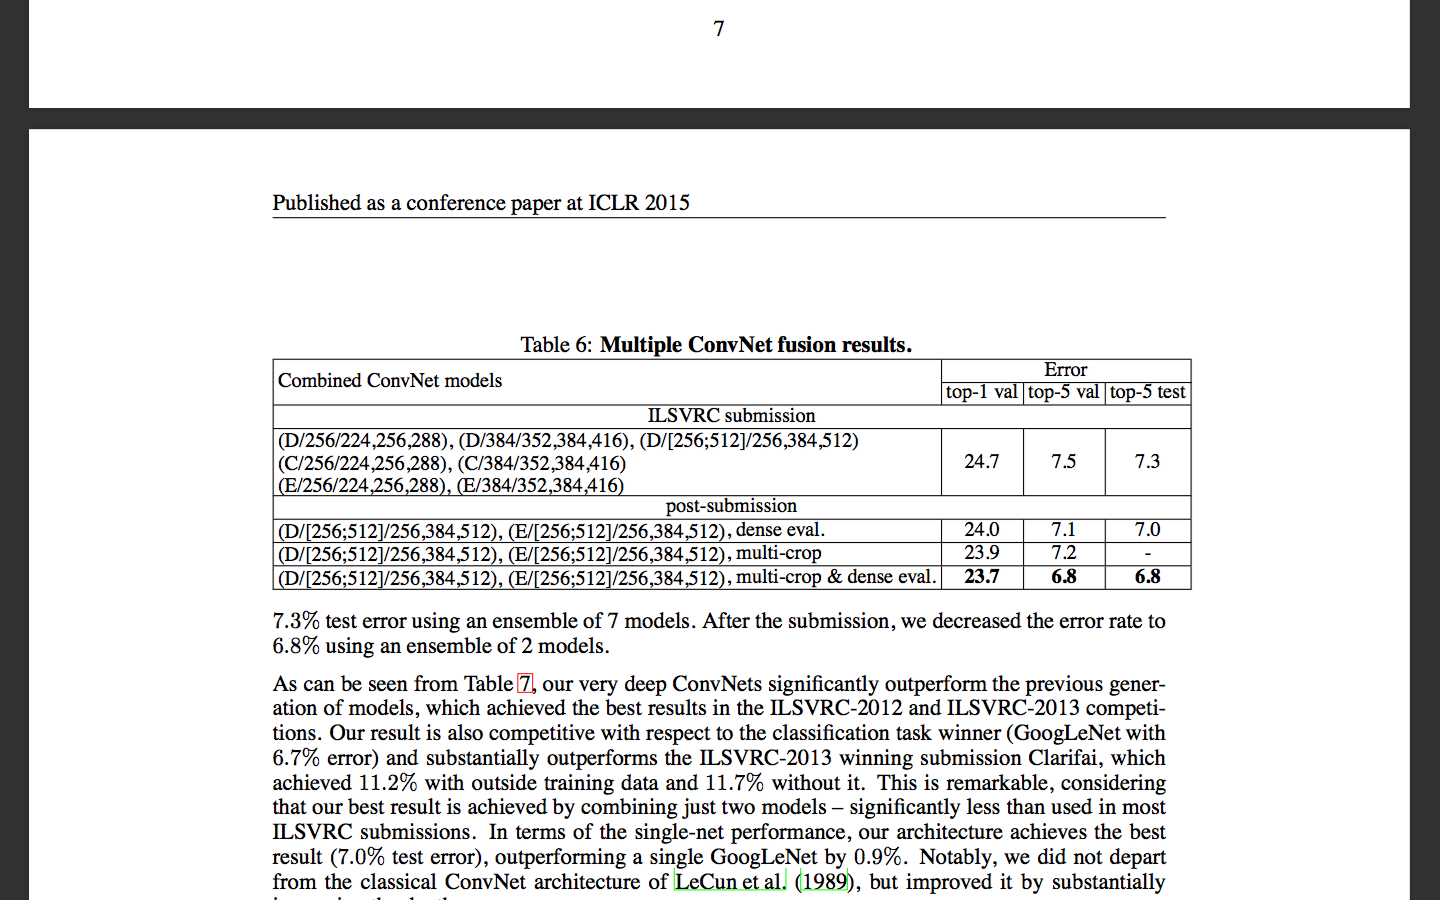 7
Published as a conference paper at ICLR 2015
Table 6: Multiple ConvNet fusion results.
Combined ConvNet models
Error
top-1 val top-5 val top-5 test
ILSVRC submission
(D/256/224,256,288), (D/384/352,384,416), (D/[256;512]/256,384,512)
(C/256/224,256,288), (C/384/352,384,416)
(E/256/224,256,288), (E/384/352,384,416)
24.7 7.5 7.3
post-submission
(D/[256;512]/256,384,512), (E/[256;512]/256,384,512), dense eval. 24.0 7.1 7.0
(D/[256;512]/256,384,512), (E/[256;512]/256,384,512), multi-crop 23.9 7.2 -
(D/[256;512]/256,384,512), (E/[256;512]/256,384,512), multi-crop & dense eval. 23.7 6.8 6.8
7.3% test error using an ensemble of 7 models. After the submission, we decreased the error rate to
6.8% using an ensemble of 2 models.
As can be seen from Table 7, our very deep ConvNets significantly outperform the previous gener-
ation of models, which achieved the best results in the ILSVRC-2012 and ILSVRC-2013 competi-
tions. Our result is also competitive with respect to the classification task winner (GoogLeNet with
6.7% error) and substantially outperforms the ILSVRC-2013 winning submission Clarifai, which
achieved 11.2% with outside training data and 11.7% without it. This is remarkable, considering
that our best result is achieved by combining just two models – significantly less than used in most
ILSVRC submissions. In terms of the single-net performance, our architecture achieves the best
result (7.0% test error), outperforming a single GoogLeNet by 0.9%. Notably, we did not depart
from the classical ConvNet architecture of LeCun et al. (1989), but improved it by substantially